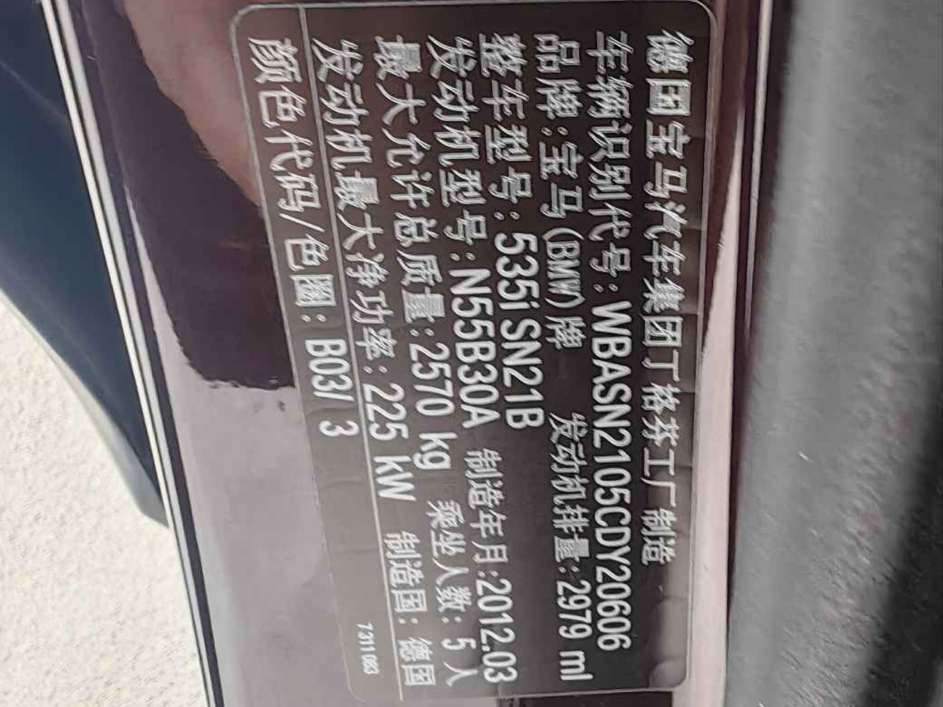 德国宝马汽车集团丁格芬工厂制造
车辆识别代号:WBASN2105CDY20606
品牌:宝马(BMW)牌 发动机排量:2979 ml
整车型号:535i SN21B
发动机型号:N55B30A 制造年月:2012.03
最大允许总质量:2570 kg 乘坐人数:5人
发动机最大净功率:225 kW 制造国:德国
颜色代码/色圈:B03/ 3
7311083